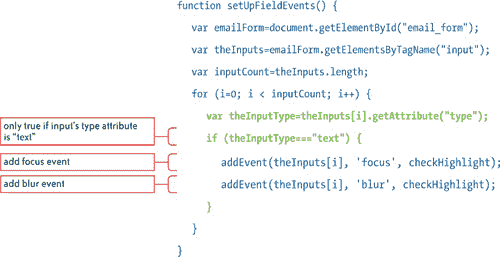 function setUpFieldEvents() {
var emailForm=document.getElementById("email_form");
var theInputs=emailForm.getElementsByTagName("input");
var inputCount=theInputs.length;
for (i=0; i < inputCount; i++) {
var theInputType=theInputs[i].getAttribute("type");
only true if input's type attribute
is "text"
if (theInputType==="text") {
add focus event
addEvent(theInputs[i], 'focus', checkHighlight);
add blur event
addEvent(theInputs[i], 'blur', checkHighlight);
}
}
}